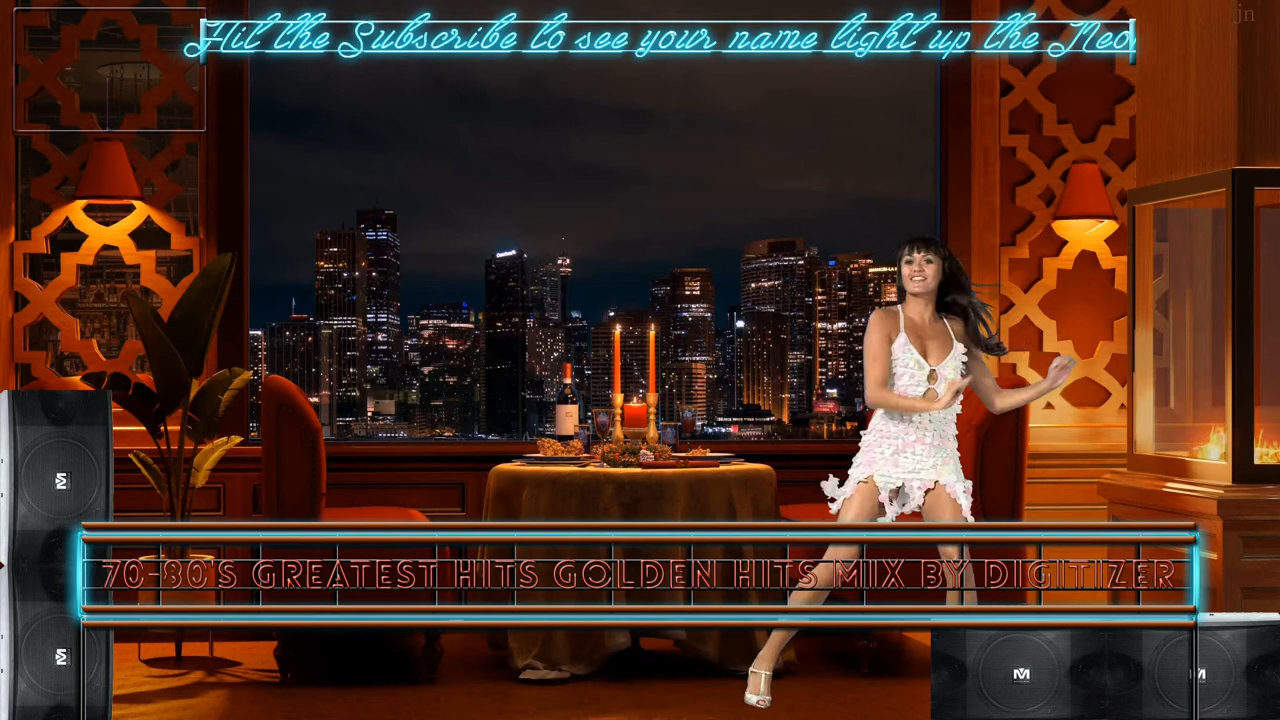 jn
Hit the Subscribe to see your name light up the Neo
70-80'S GREATEST HITS GOLDEN HITS MIX BY DIGITIZER